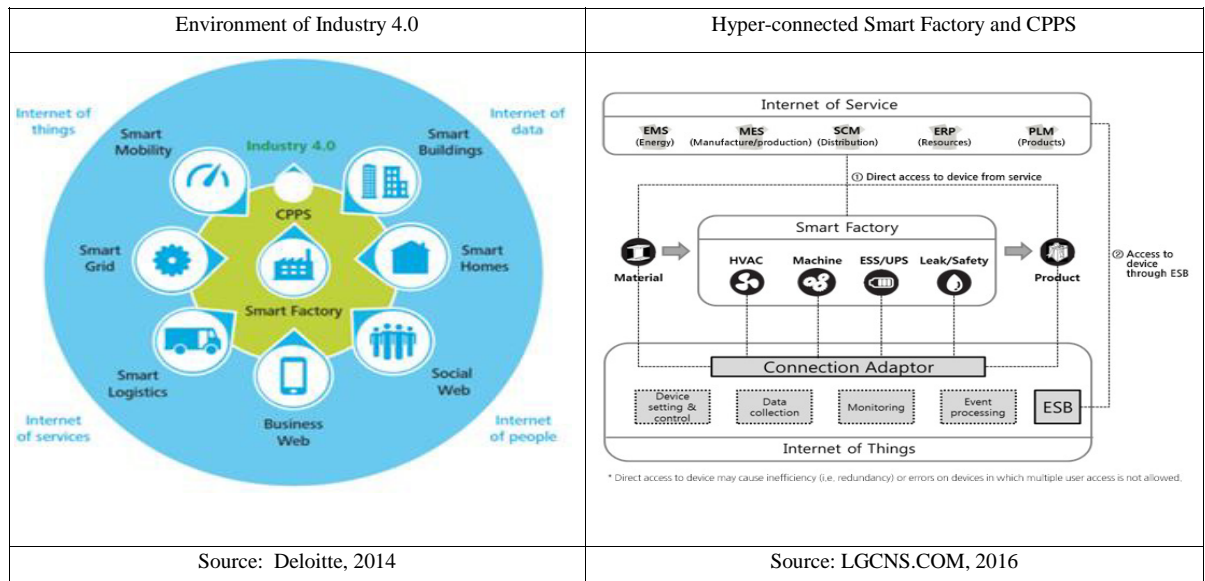 Environment of Industry 4.0
Hyper-connected Smart Factory and CPPS
Internet of
things
Internet of
data
Smart
Mobility
Industry 4.0
Smart
Buildings
CPPS
Smart
Grid
Smart
Homes
Smart Factory
Smart
Logistics
Social
Web
Business
Web
Internet
of services
Internet
of people
Internet of Service
EMS
(Energy)
MES
(Manufacture/production)
SCM
(Distribution)
ERP
(Resources)
PLM
(Products)
① Direct access to device from service
Smart Factory
HVAC
Machine
ESS/UPS
Leak/Safety
Material
Product
② Access to
device
through ESB
Connection Adaptor
Device
setting &
control
Data
collection
Monitoring
Event
processing
ESB
Internet of Things
* Direct access to device may cause inefficiency (i.e. redundancy) or errors on devices in which multiple user access is not allowed.
Source: Deloitte, 2014
Source: LGCNS.COM, 2016